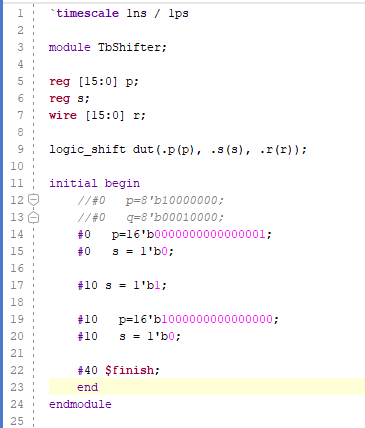 1 `timescale 1ns / 1ps
2
3 module TbShifter;
4
5 reg [15:0] p;
6 reg s;
7 wire [15:0] r;
8
9 logic_shift dut(.p(p), .s(s), .r(r));
10
11 initial begin
12 //#0 p=8'b10000000;
13 //#0 q=8'b00010000;
14 #0 p=16'b0000000000000001;
15 #0 s = 1'b0;
16
17 #10 s = 1'b1;
18
19 #10 p=16'b1000000000000000;
20 #10 s = 1'b0;
21
22 #40 $finish;
23 end
24 endmodule
25